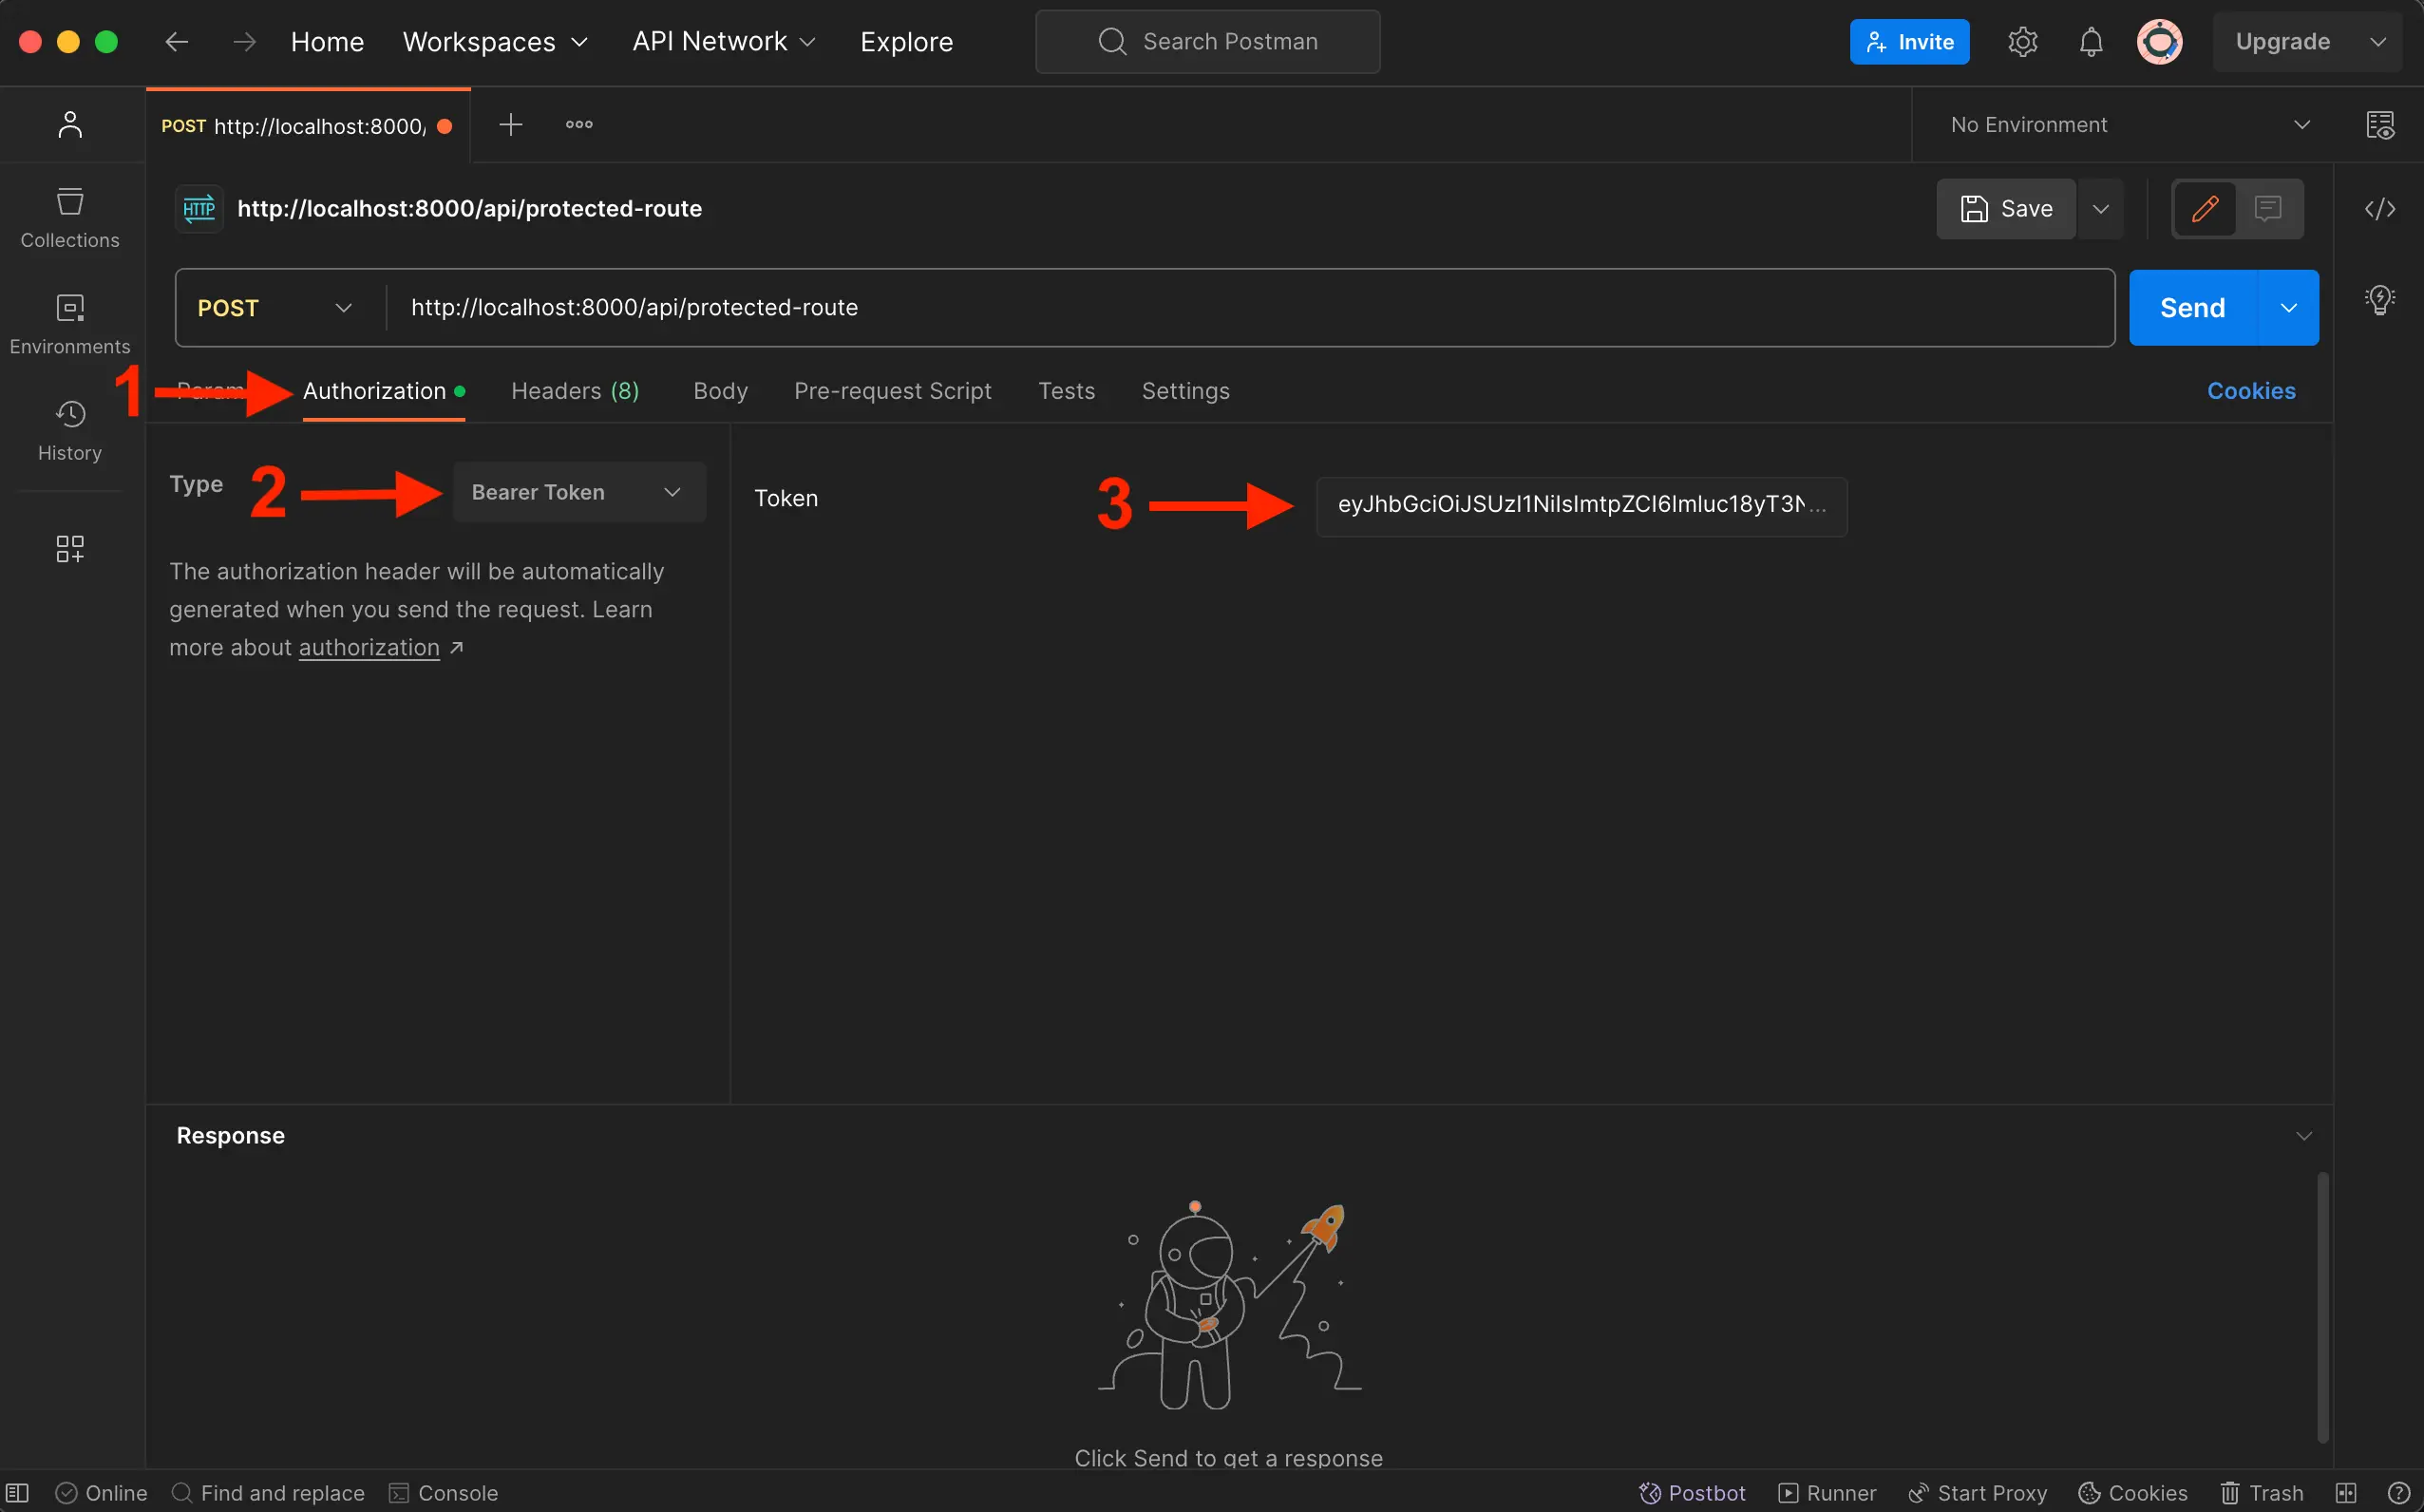 Home Workspaces API Network Explore Search Postman Invite Upgrade
POST http://localhost:8000/ No Environment
HTTP http://localhost:8000/api/protected-route Save
Collections
POST http://localhost:8000/api/protected-route Send
Environments
1 Authorization Headers (8) Body Pre-request Script Tests Settings Cookies
History
Type 2 Bearer Token Token 3
The authorization header will be automatically
generated when you send the request. Learn
more about authorization ↗
Response
Click Send to get a response
Online Find and replace Console Postbot Runner Start Proxy Cookies Trash